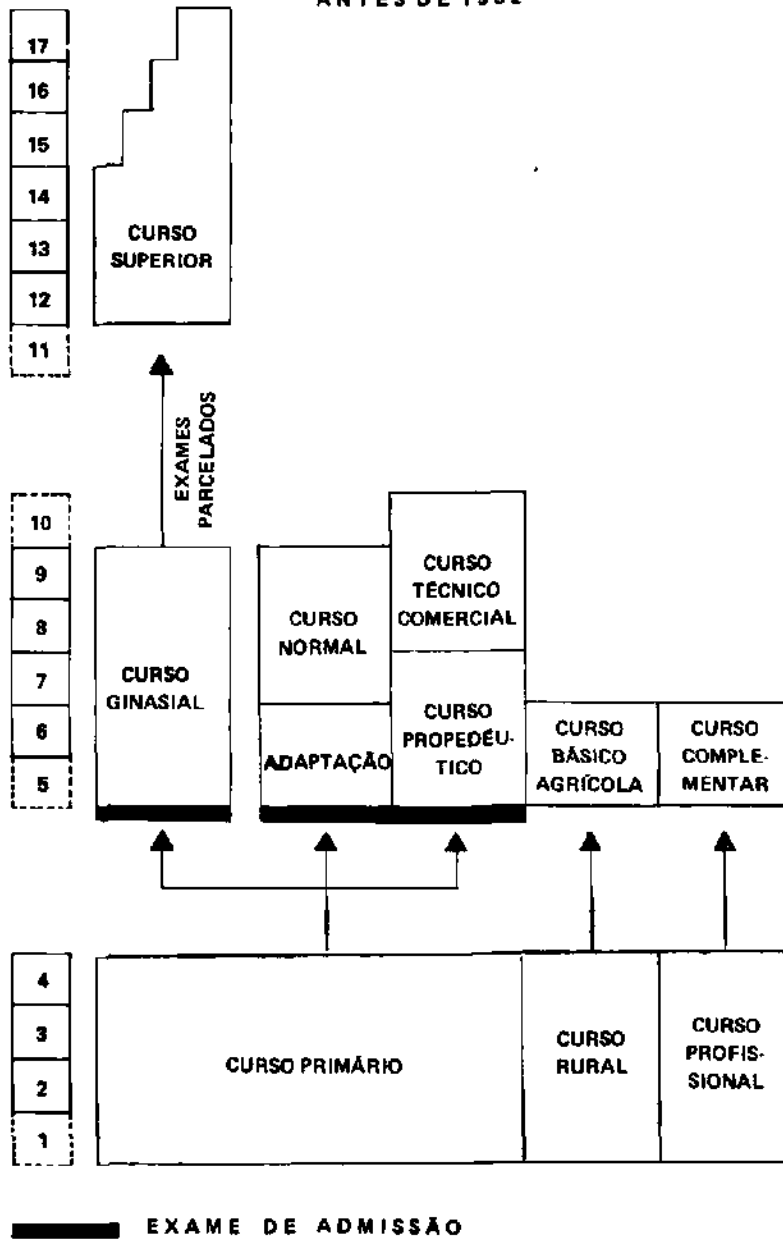 17
16
15
14
13
12
11
CURSO
SUPERIOR
EXAMES
PARCELADOS
10
9
8
7
6
5
CURSO
GINASIAL
CURSO
NORMAL
ADAPTAÇÃO
CURSO
TÉCNICO
COMERCIAL
CURSO
PROPEDÊU-
TICO
CURSO
BÁSICO
AGRÍCOLA
CURSO
COMPLE-
MENTAR
4
3
2
1
CURSO PRIMÁRIO
CURSO
RURAL
CURSO
PROFIS-
SIONAL
EXAME DE ADMISSÃO